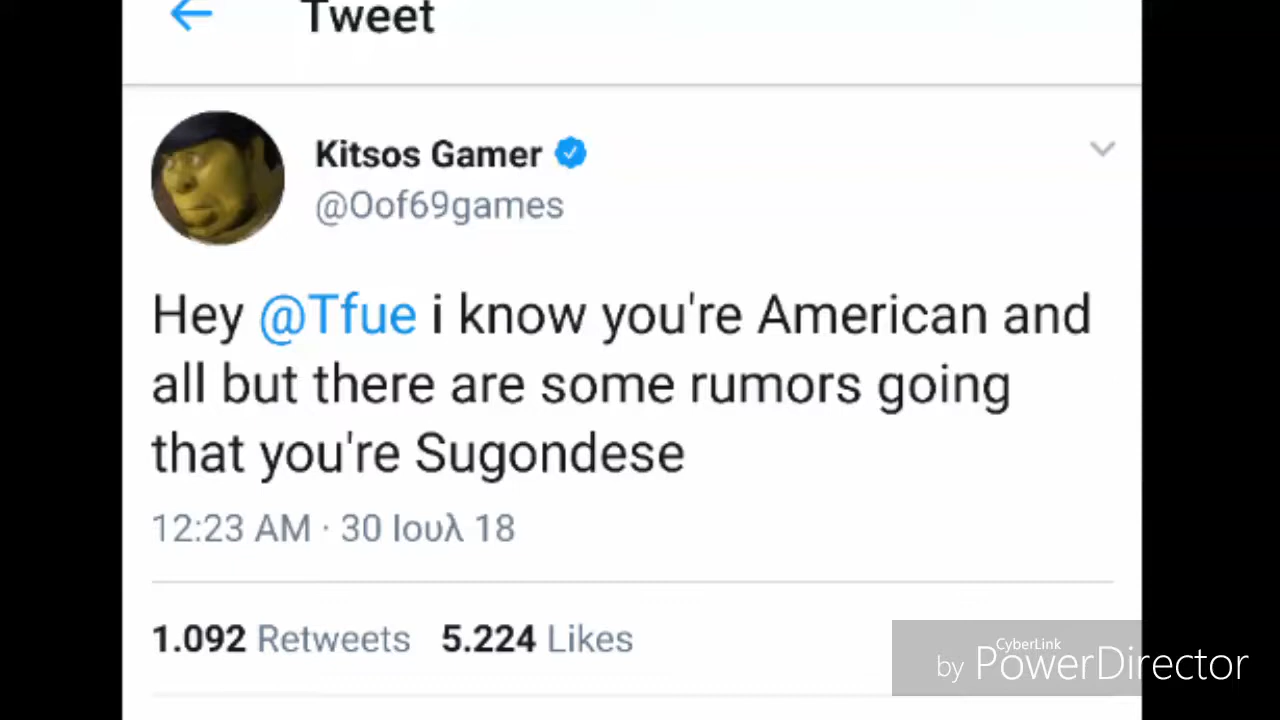 Tweet
Kitsos Gamer
@Oof69games
Hey @Tfue i know you're American and
all but there are some rumors going
that you're Sugondese
12:23 AM · 30 Ιουλ 18
1.092 Retweets 5.224 Likes
CyberLink
by PowerDirector